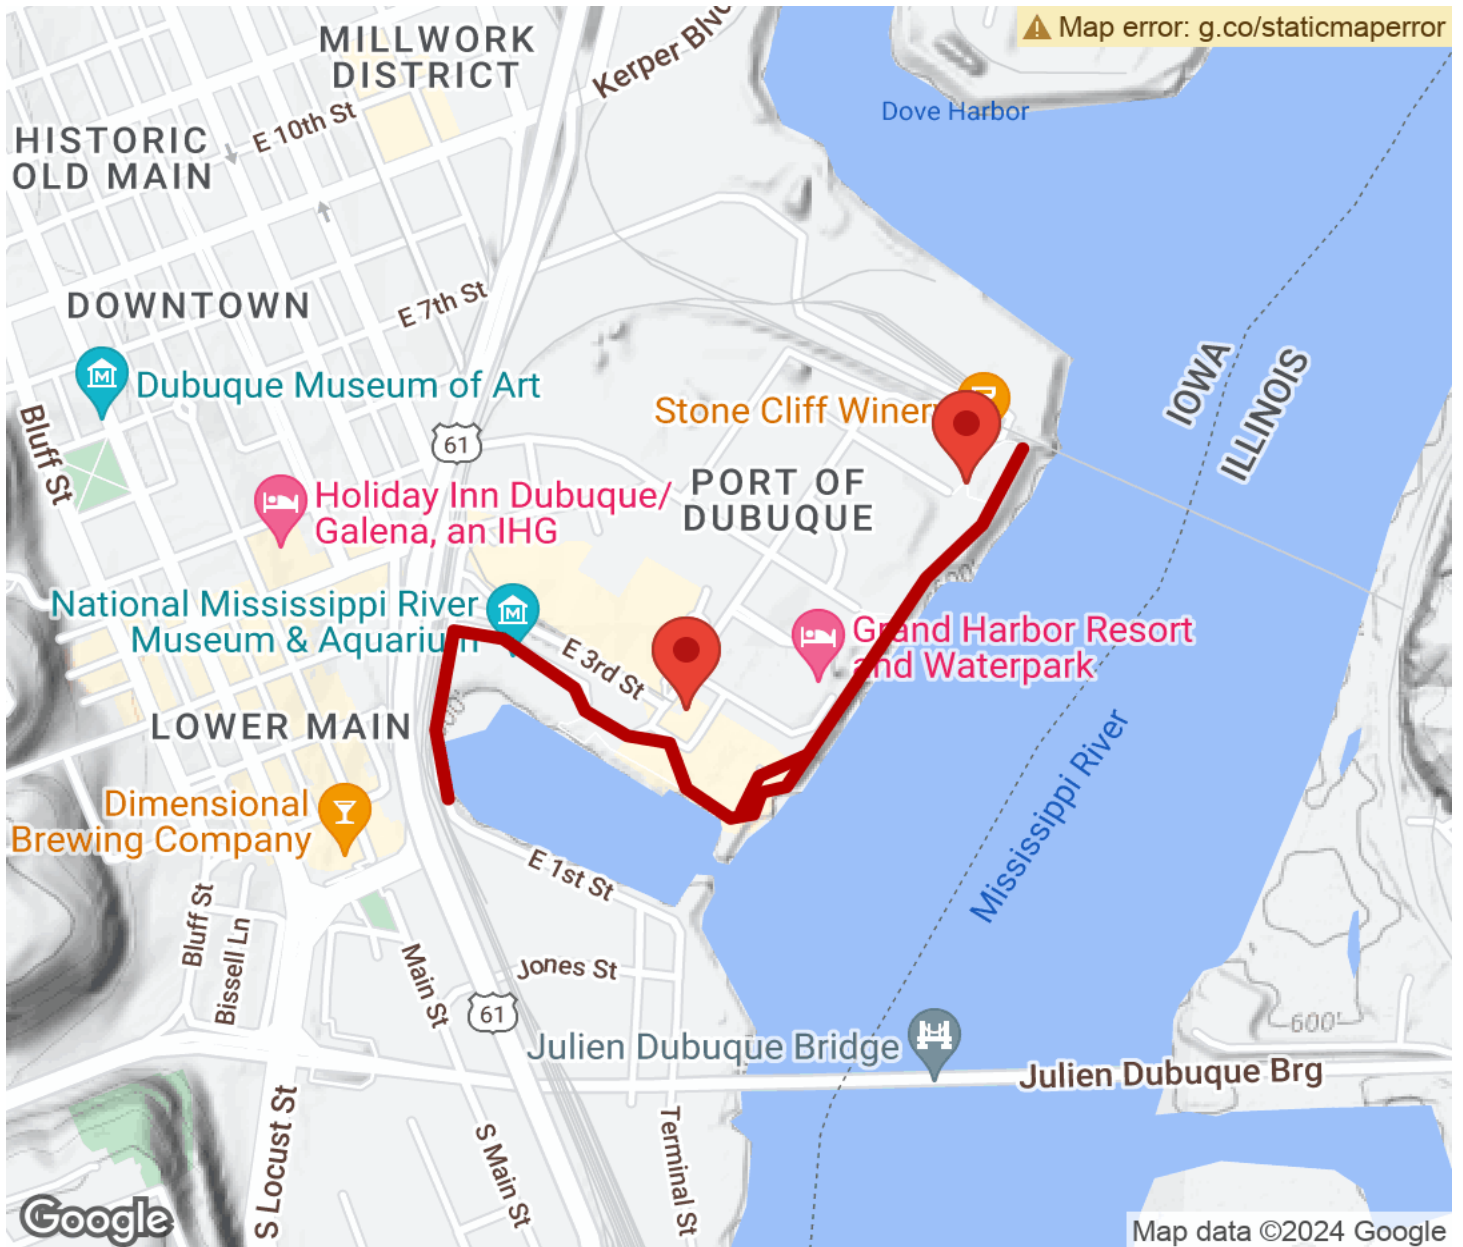 Map error: g.co/staticmaperror
MILLWORK
DISTRICT
Kerper Blvd
Dove Harbor
E 10th St
HISTORIC
OLD MAIN
DOWNTOWN
E 7th St
Dubuque Museum of Art
IOWA
ILLINOIS
Bluff St
Stone Cliff Winery
61
PORT OF
DUBUQUE
Holiday Inn Dubuque/
Galena, an IHG
National Mississippi River
Museum & Aquarium
E 3rd St
Grand Harbor Resort
and Waterpark
LOWER MAIN
Mississippi River
Dimensional
Brewing Company
E 1st St
Bluff St
Bissell Ln
Main St
Jones St
61
600'
Julien Dubuque Bridge
Julien Dubuque Brg
S Locust St
S Main St
Terminal St
Google
Map data ©2024 Google